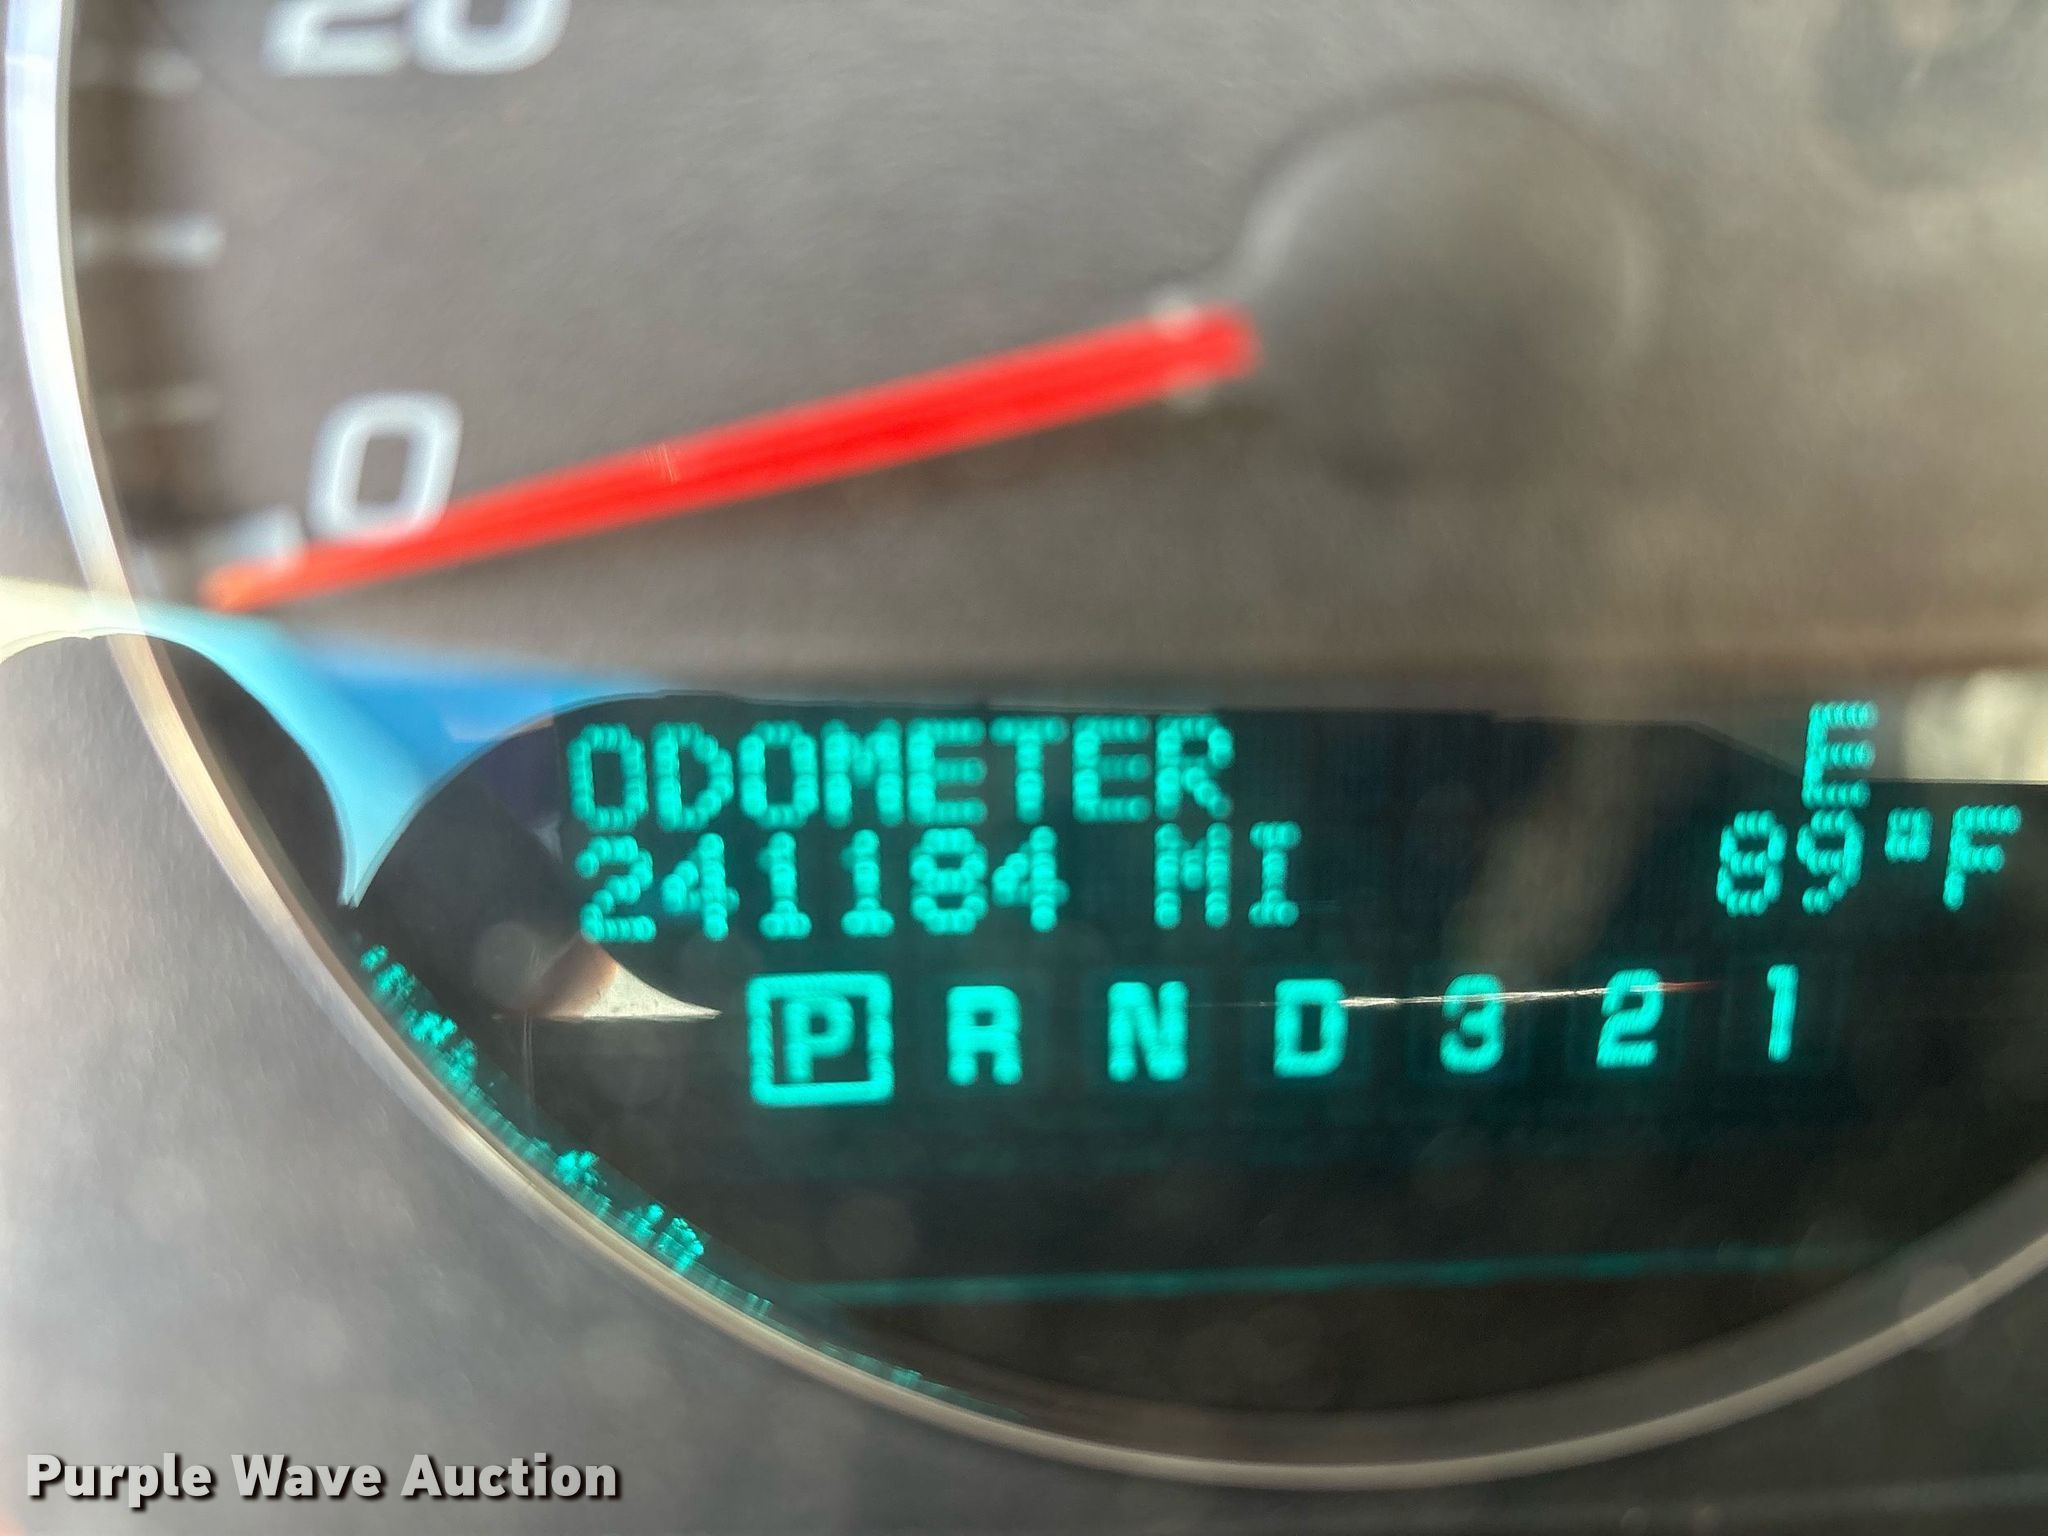 20
0
ODOMETER E
241184 MI 89°F
P R N D 3 2 1
Purple Wave Auction